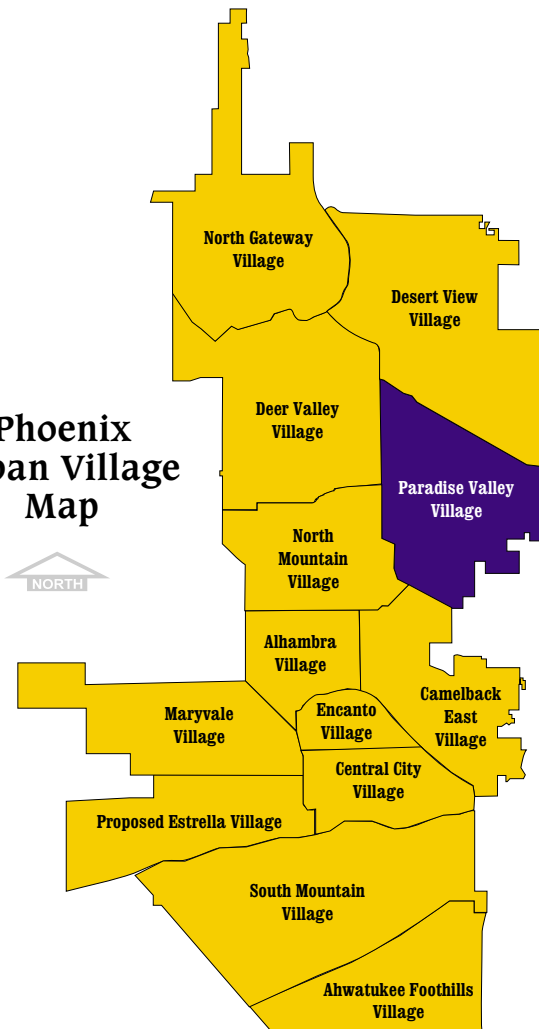 North Gateway
Village
Desert View
Village
Deer Valley
Village
Phoenix
an Village
Map
Paradise Valley
Village
North
Mountain
Village
NORTH
Alhambra
Village
Maryvale
Village
Encanto
Village
Camelback
East
Village
Central City
Village
Proposed Estrella Village
South Mountain
Village
Ahwatukee Foothills
Village